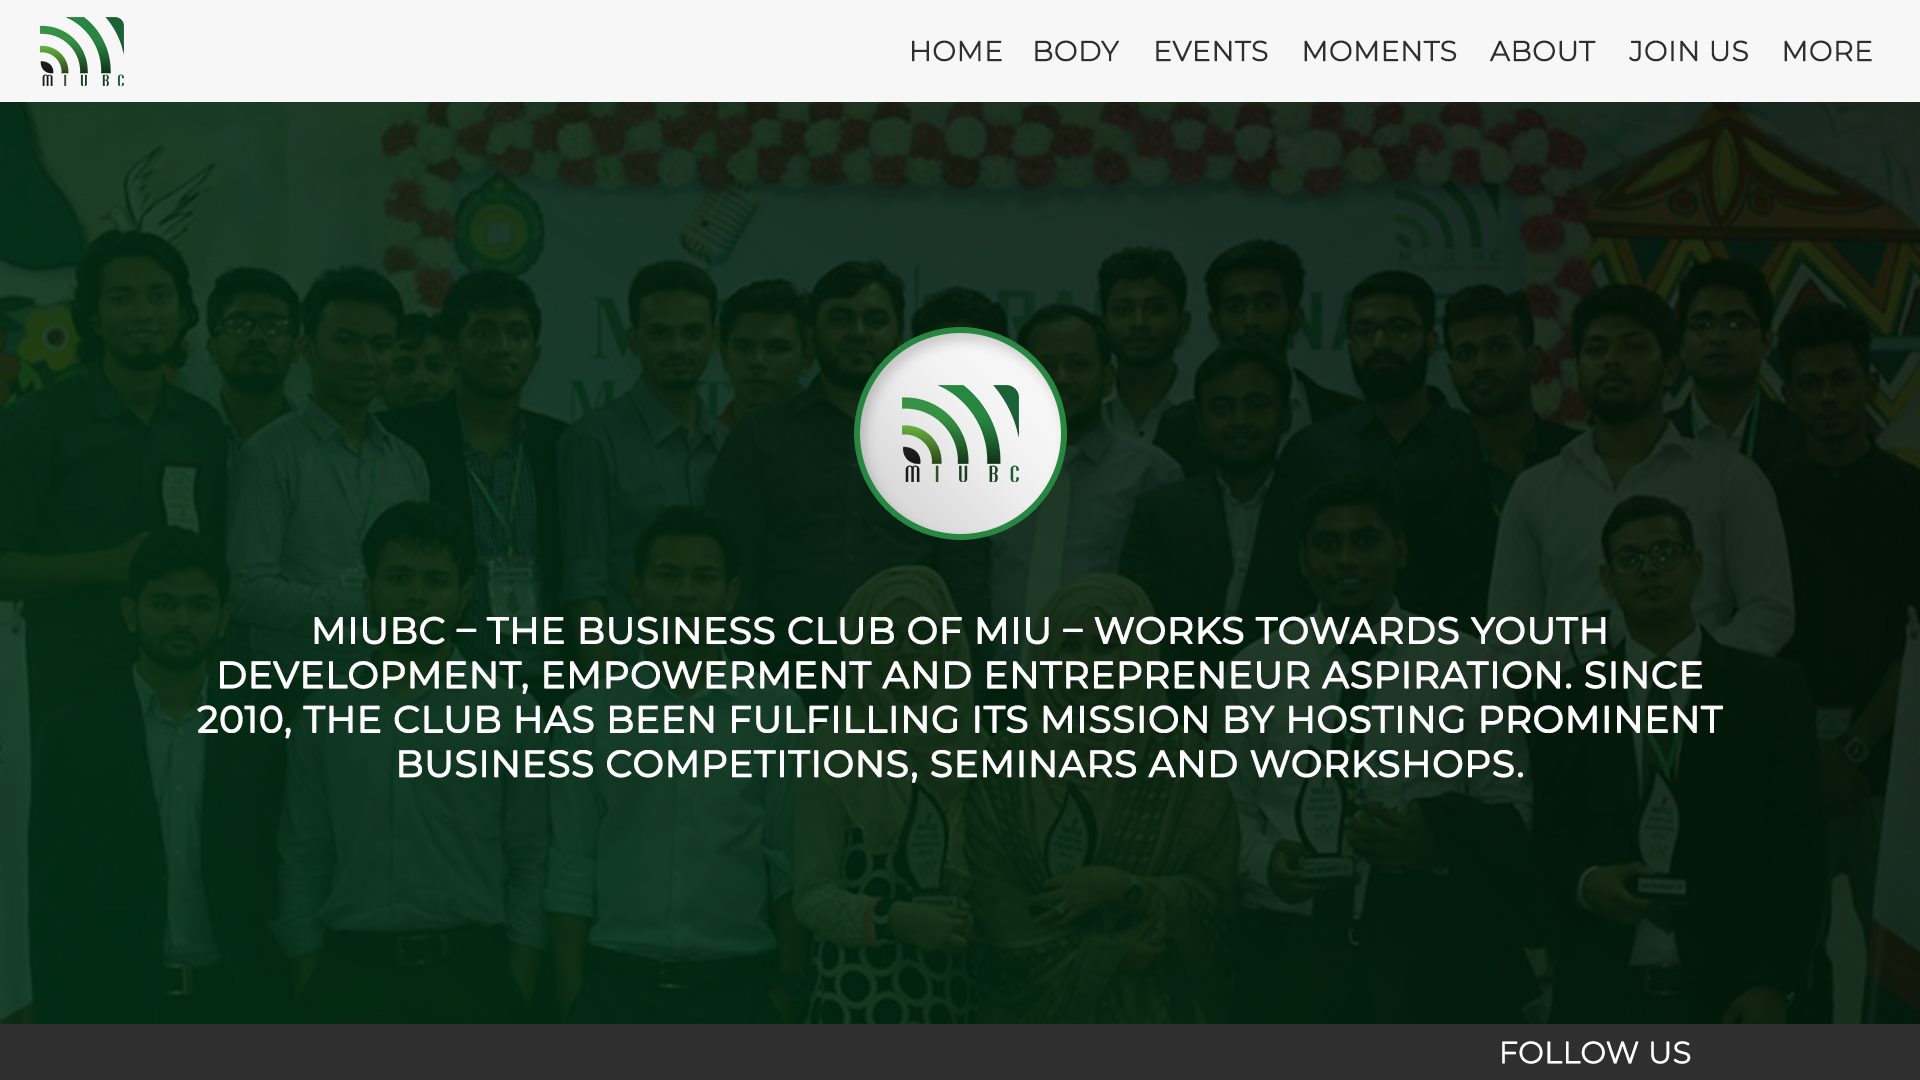 MIUBC
HOME BODY EVENTS MOMENTS ABOUT JOIN US MORE
MIUBC
MIUBC
MIUBC – THE BUSINESS CLUB OF MIU – WORKS TOWARDS YOUTH
DEVELOPMENT, EMPOWERMENT AND ENTREPRENEUR ASPIRATION. SINCE
2010, THE CLUB HAS BEEN FULFILLING ITS MISSION BY HOSTING PROMINENT
BUSINESS COMPETITIONS, SEMINARS AND WORKSHOPS.
FOLLOW US